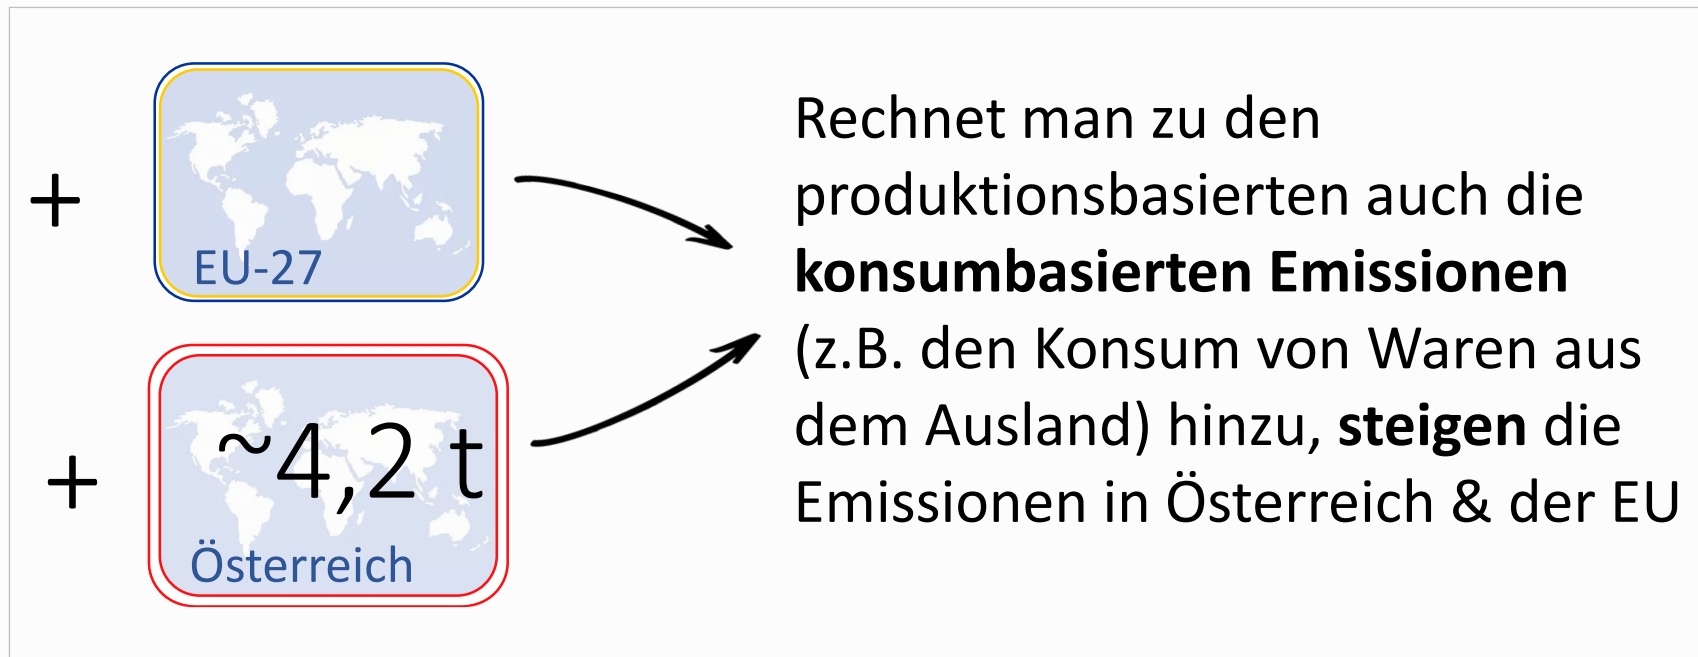 +
EU-27
+
~4,2 t
Österreich
Rechnet man zu den
produktionsbasierten auch die
konsumbasierten Emissionen
(z.B. den Konsum von Waren aus
dem Ausland) hinzu, steigen die
Emissionen in Österreich & der EU